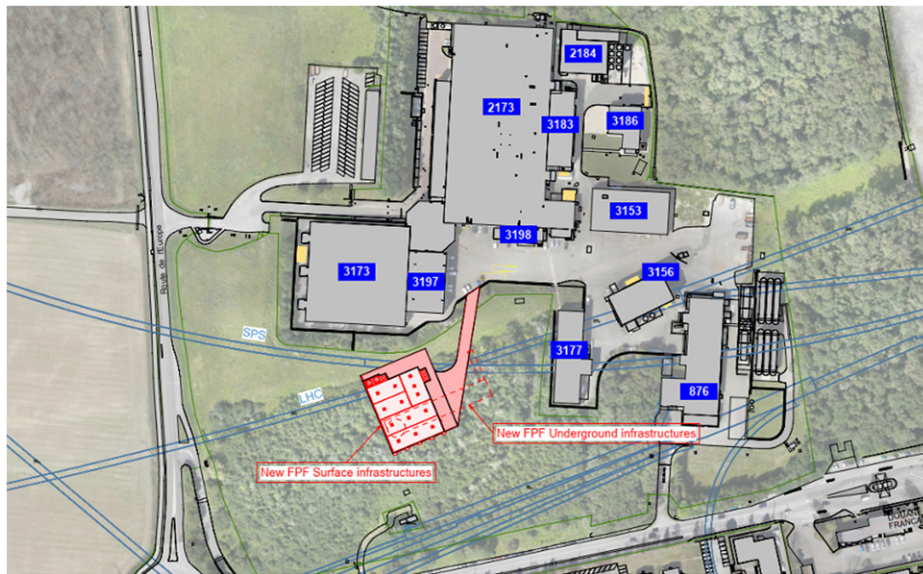 2184
2173
3183
3186
3153
3198
3173
3197
3156
Route de l'Europe
SPS
3177
LHC
876
New FPF Underground infrastructures
New FPF Surface infrastructures